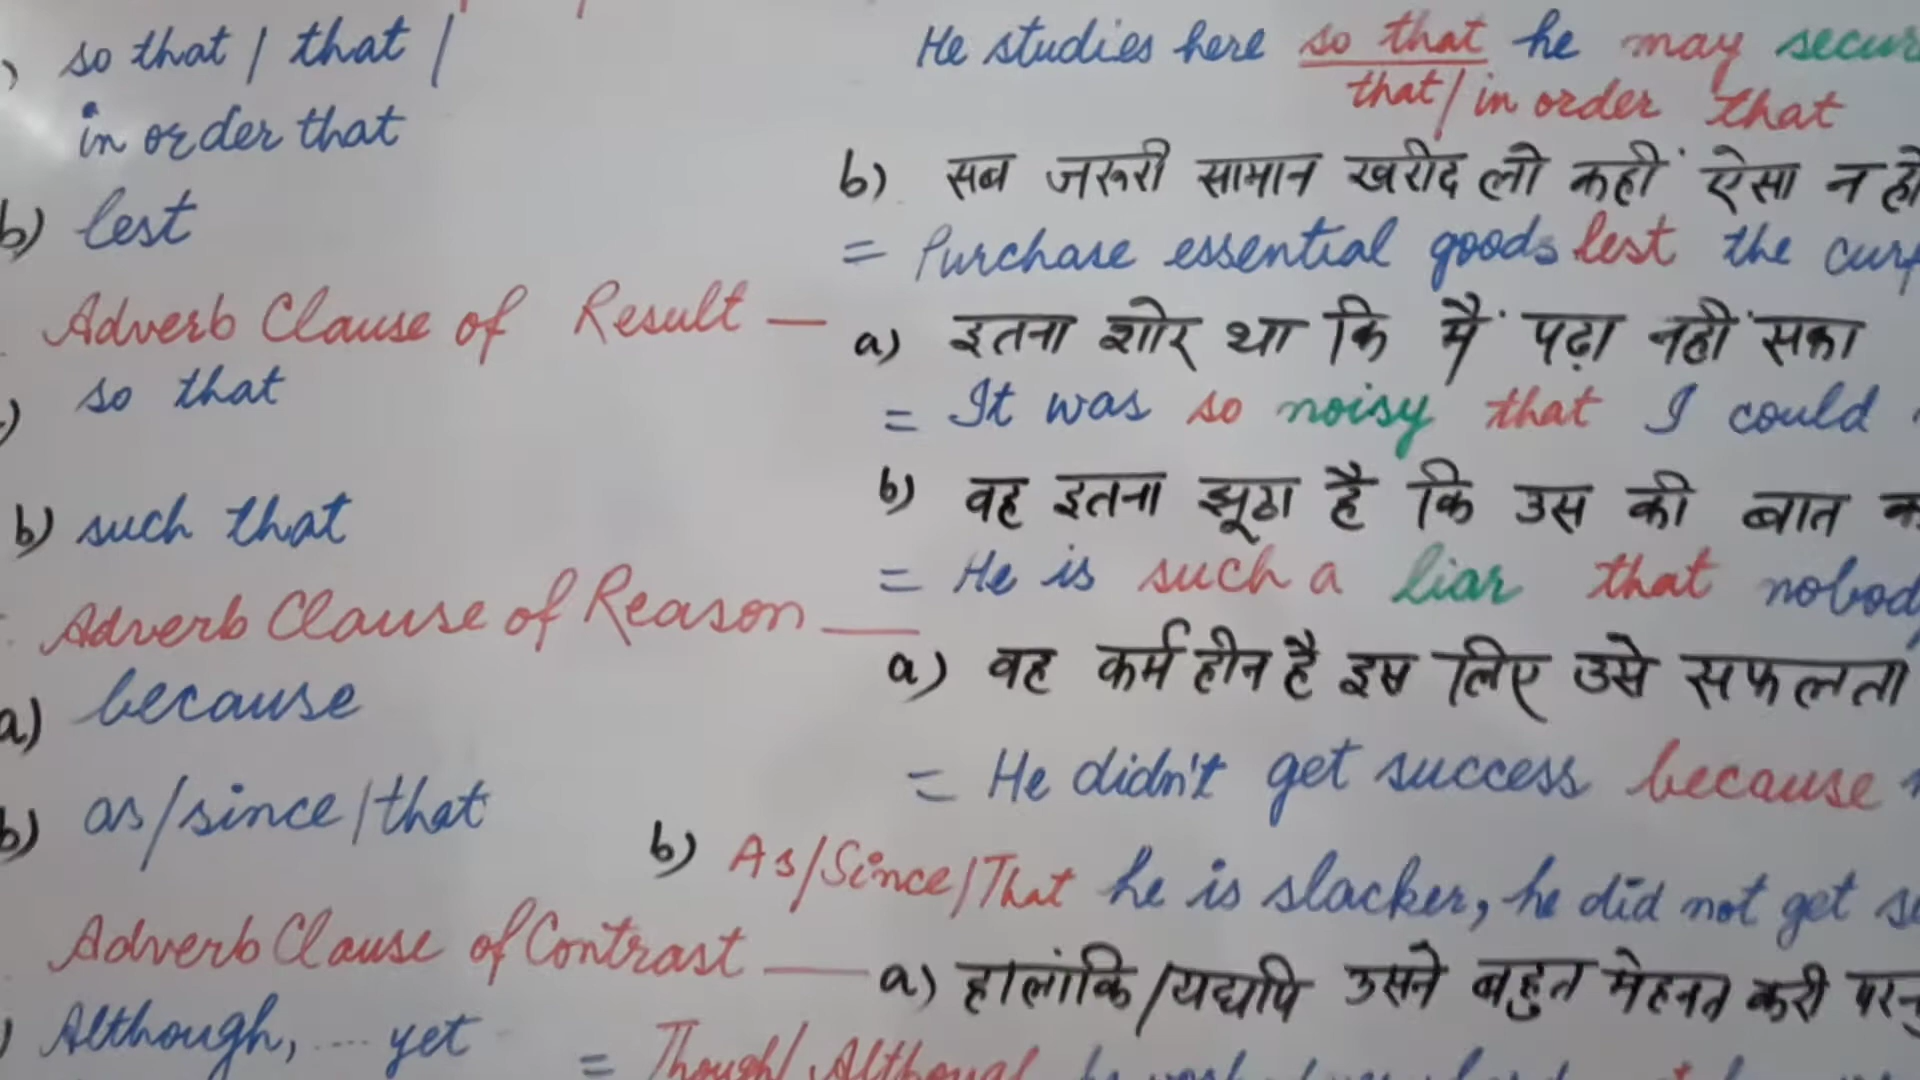 so that / that / He studies here so that he may
in order that that / in order that
b) सब जरूरी सामान खरीद लो कहीं ऐसा न हो
b) lest
= Purchase essential goods lest the
Adverb Clause of Result — a) इतना शोर था कि मैं पढ़ा नहीं सका
so that
= It was so noisy that I could
b) वह इतना झूठा है कि उस की बात
b) such that
= He is such a liar that
Adverb Clause of Reason —
a) वह कर्म हीन है इस लिए उसे सफलता
a) because
= He didn't get success because
b) as/since/that
b) As/Since/That he is slacker, he did not get
Adverb Clause of Contrast — a) हालांकि/यद्यपि उसने बहुत मेहनत करी
Although, .... yet = Though/Although